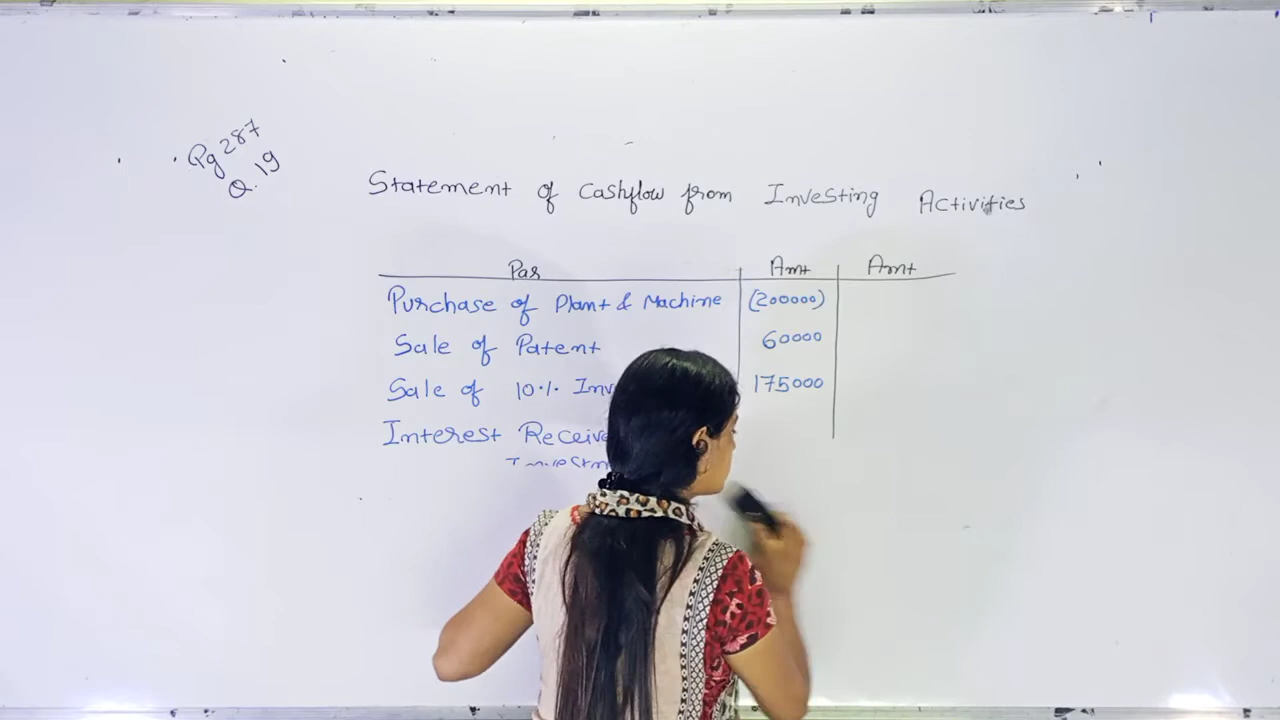 Pg 287
Q. 19
Statement of Cashflow from Investing Activities
Par Amt Amt
Purchase of Plant & Machine (200000)
Sale of Patent 60000
Sale of 10% Inv 175000
Interest Receive